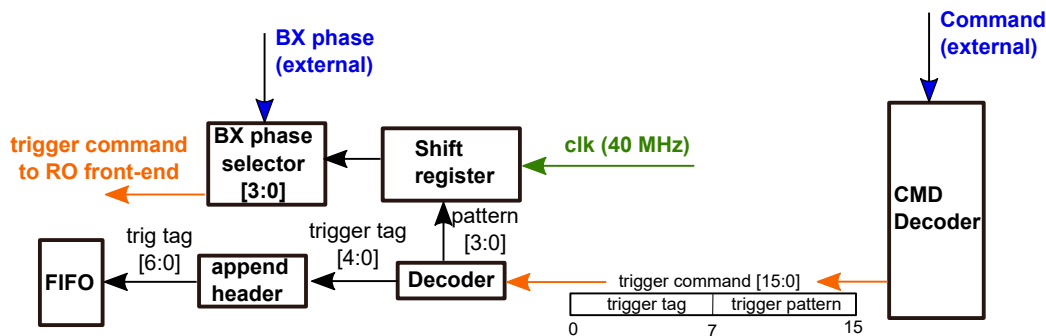 BX phase
(external)
Command
(external)
trigger command
to RO front-end
BX phase
selector
[3:0]
Shift
register
clk (40 MHz)
CMD
Decoder
pattern
[3:0]
trig tag
[6:0]
trigger tag
[4:0]
FIFO
append
header
Decoder
trigger command [15:0]
trigger tag
trigger pattern
0
7
15